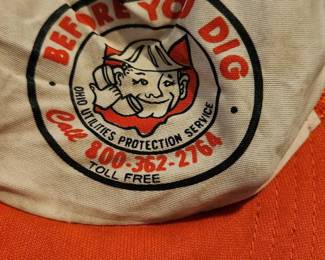 BEFORE YOU DIG
OHIO UTILITIES PROTECTION SERVICE
Call 800-362-2764
TOLL FREE